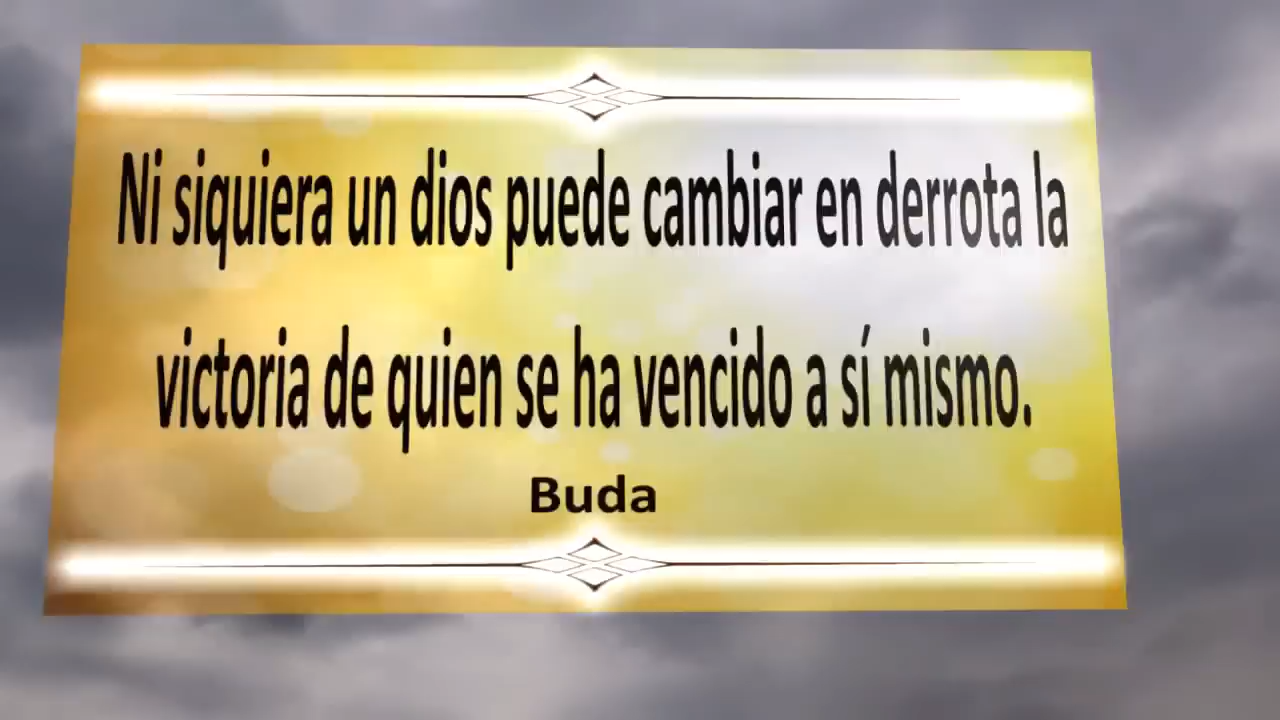 Ni siquiera un dios puede cambiar en derrota la
victoria de quien se ha vencido a sí mismo.
Buda